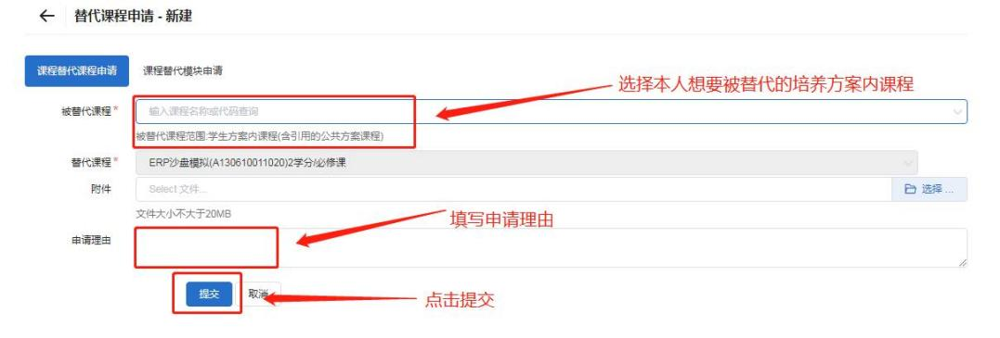 替代课程申请 - 新建
课程替代课程申请 课程替代模块申请
选择本人想要被替代的培养方案内课程
被替代课程* 输入课程名称或代码查询
被替代课程范围:学生方案内课程(含引用的公共方案课程)
替代课程* ERP沙盘模拟(A130610011020)2学分/必修课
附件 Select 文件... 选择 ...
文件大小不大于20MB
填写申请理由
申请理由
提交 取消
点击提交